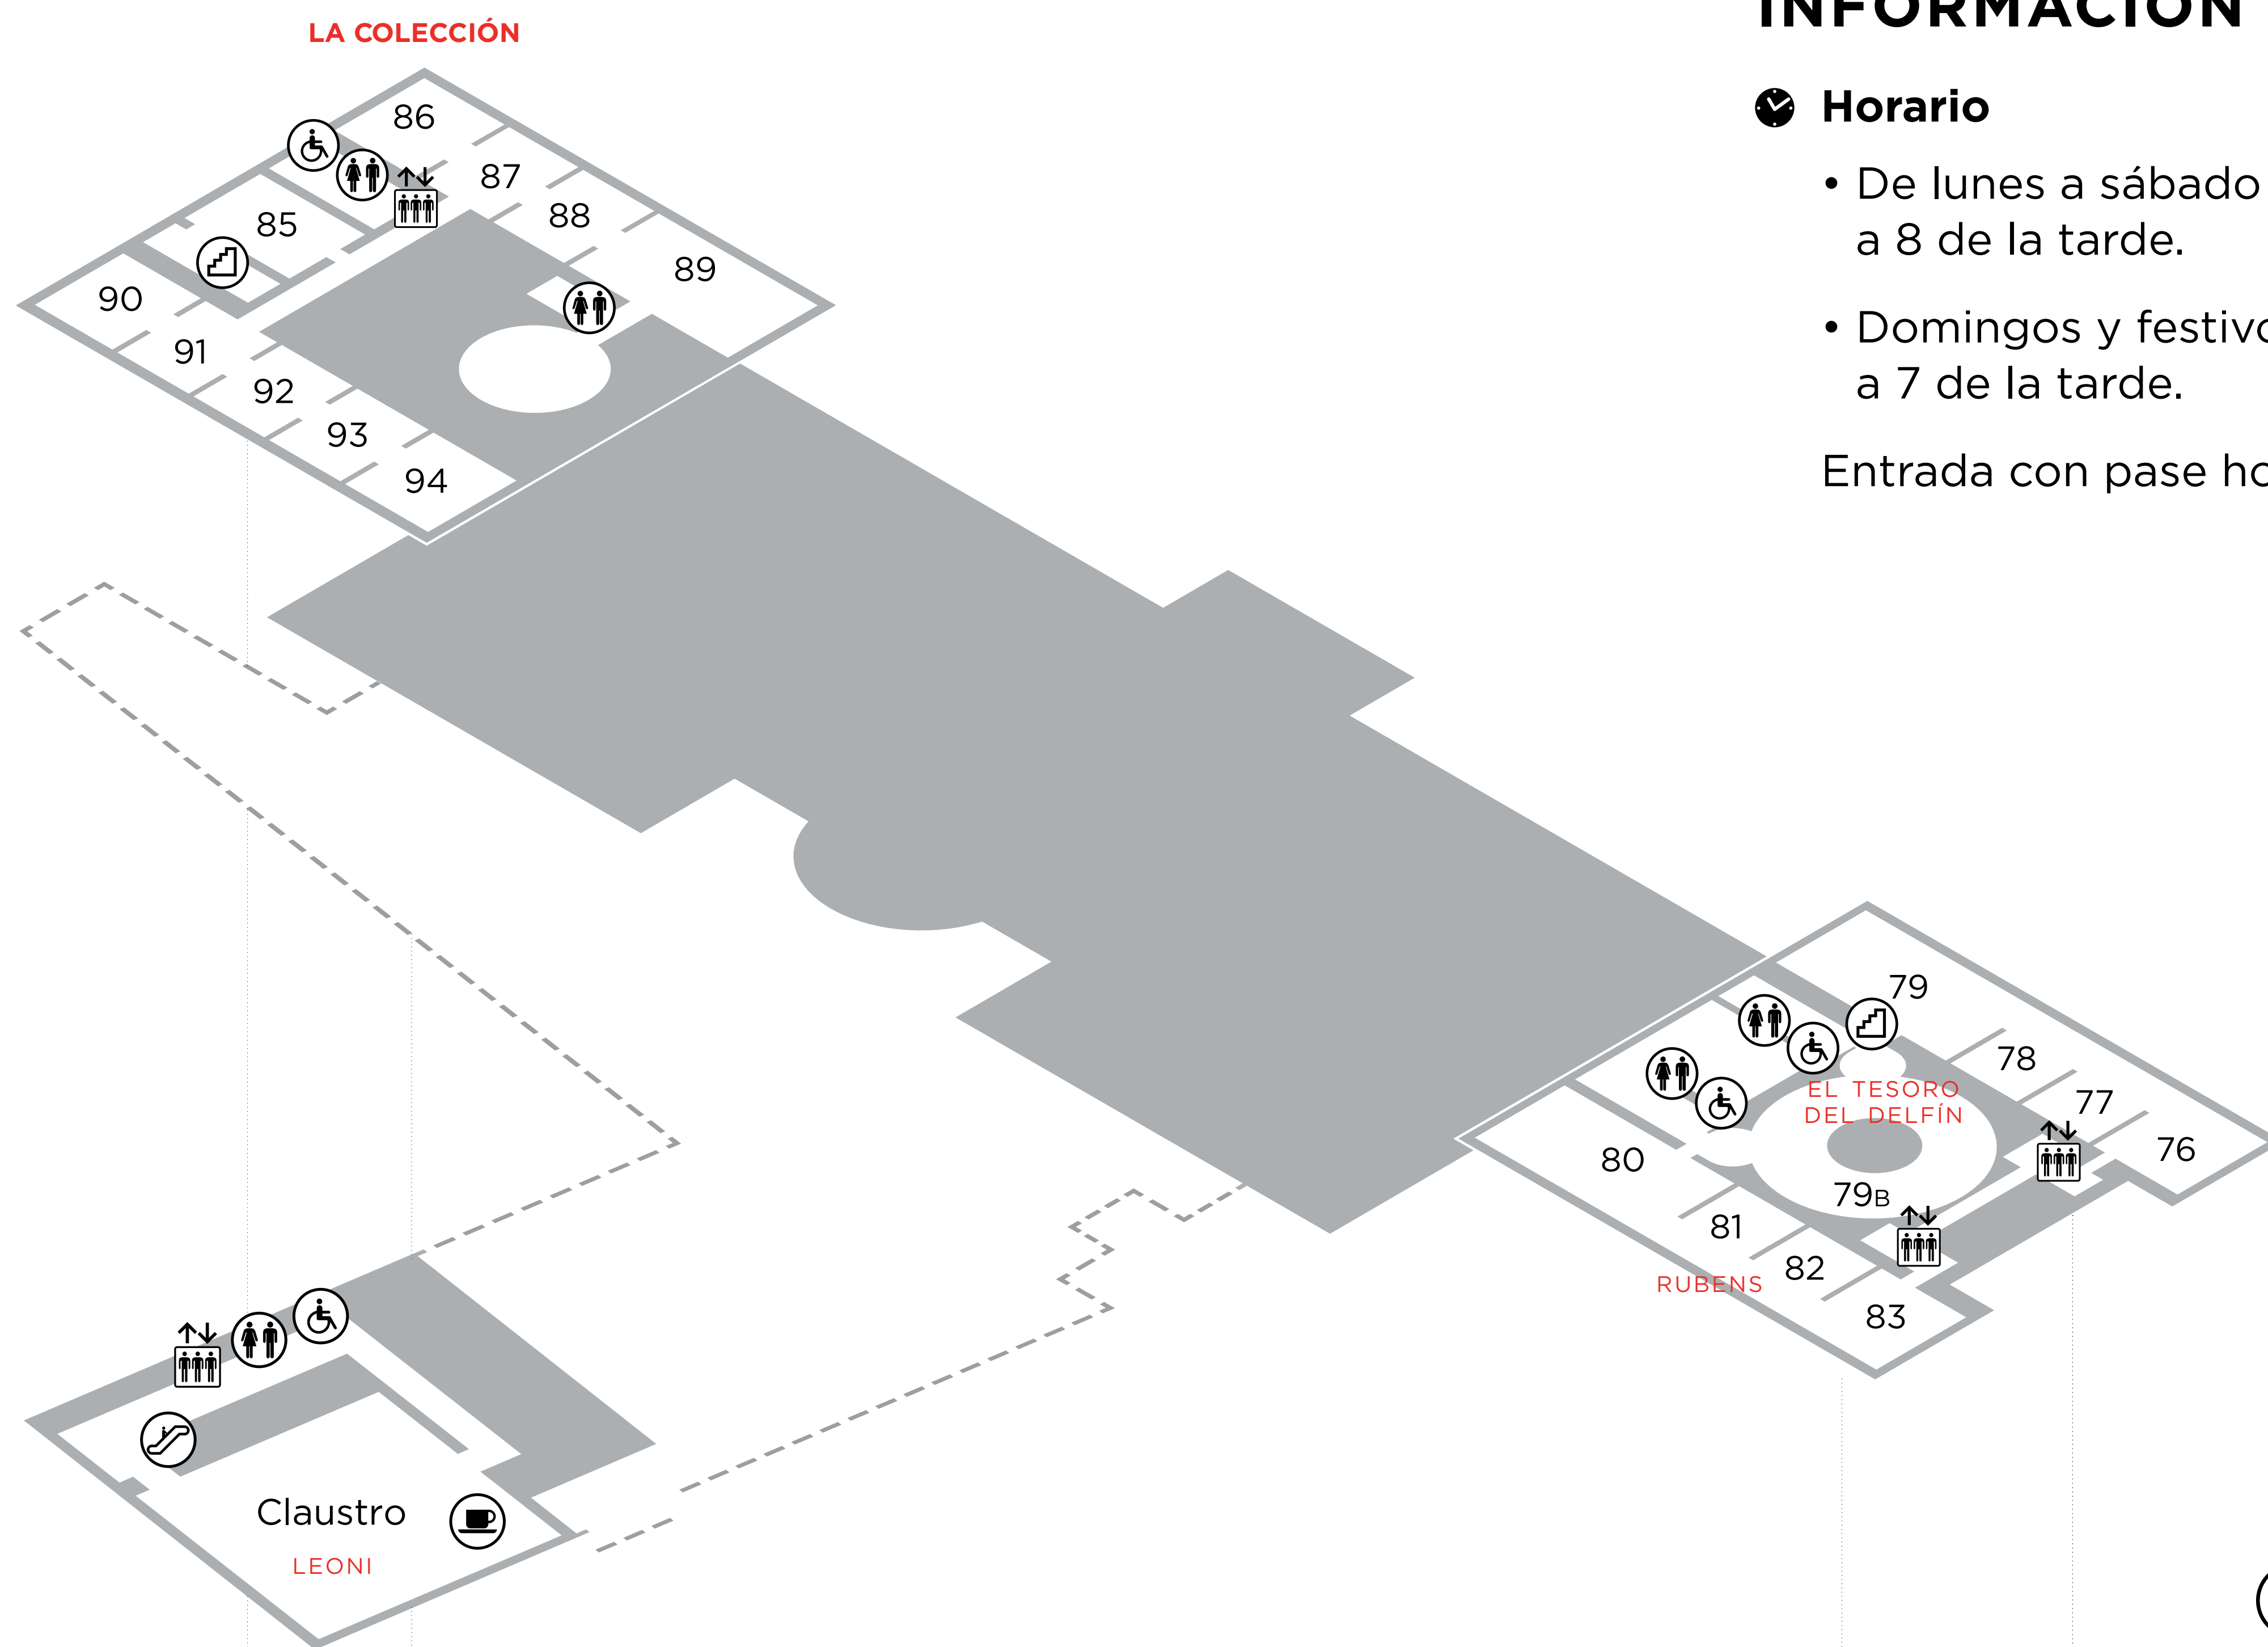 LA COLECCIÓN
86
87
88
89
85
90
91
92
93
94
INFORMACIÓN
Horario
• De lunes a sábado
a 8 de la tarde.
• Domingos y festivo
a 7 de la tarde.
Entrada con pase ho
79
78
77
76
EL TESORO
DEL DELFÍN
79B
80
81
82
83
RUBENS
Claustro
LEONI